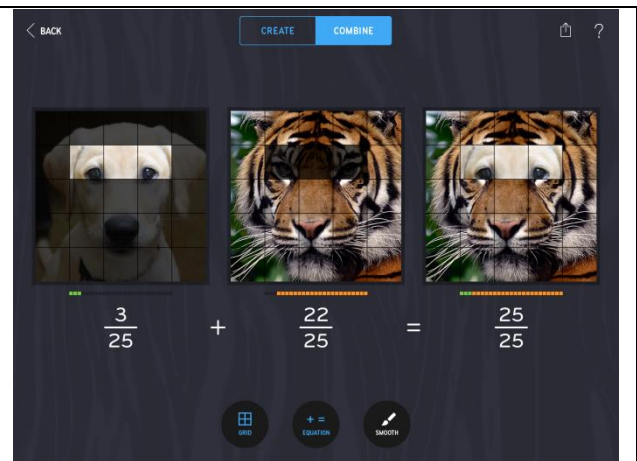 BACK
CREATE
COMBINE
?
3/25 + 22/25 = 25/25
GRID
+ =
EQUATION
SMOOTH